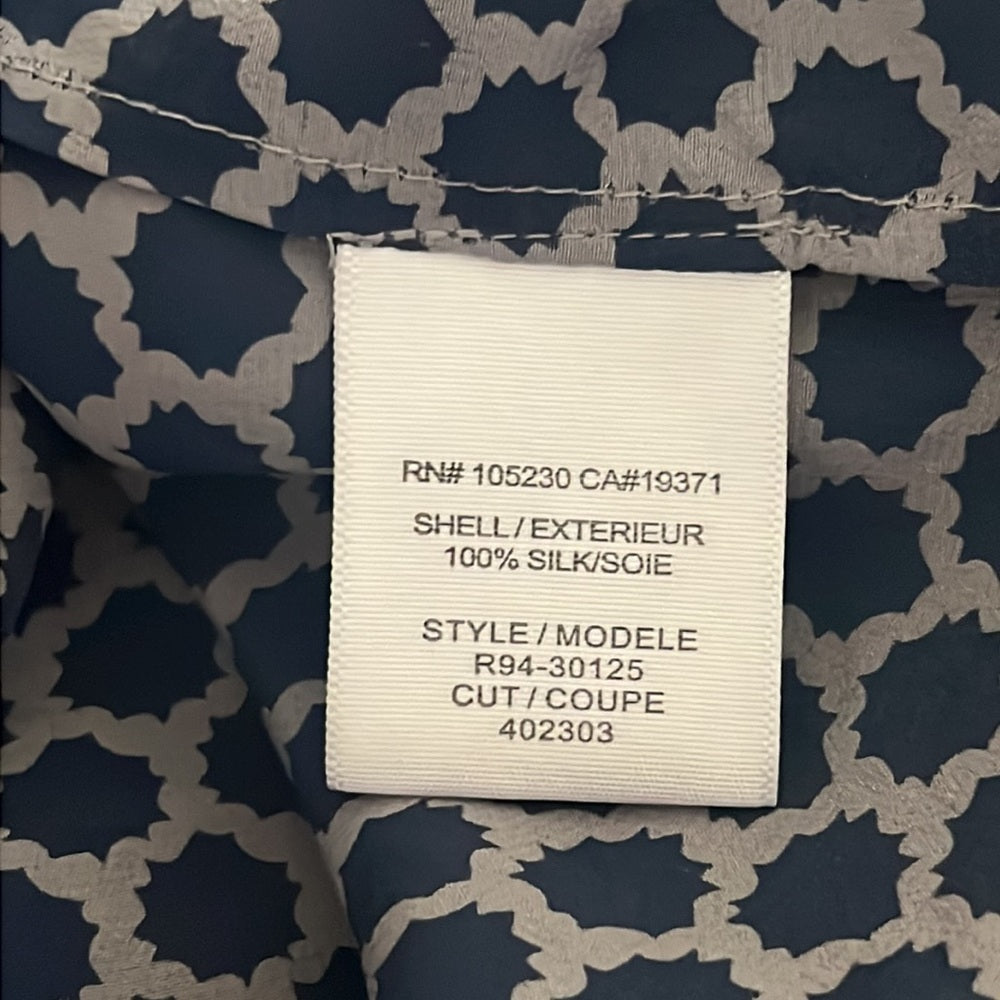 RN# 105230 CA#19371
SHELL / EXTERIEUR
100% SILK/SOIE
STYLE / MODELE
R94-30125
CUT / COUPE
402303